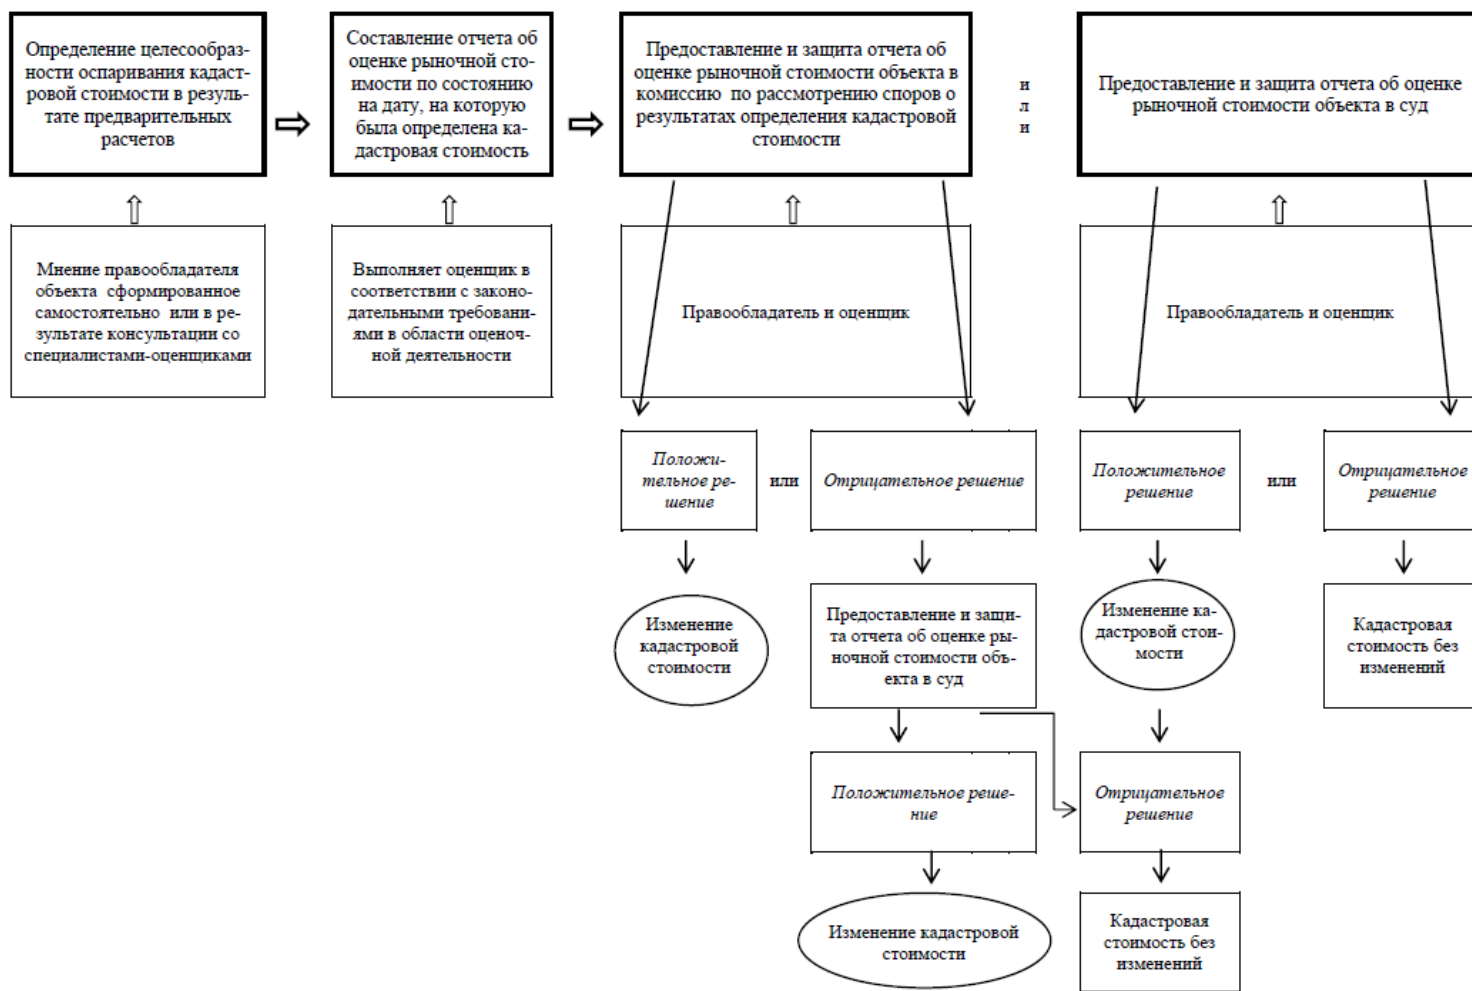 Определение целесообраз-
ности оспаривания кадаст-
ровой стоимости в резуль-
тате предварительных
расчетов
Составление отчета об
оценке рыночной сто-
имости по состоянию
на дату, на которую
была определена ка-
дастровая стоимость
Предоставление и защита отчета об
оценке рыночной стоимости объекта в
комиссию по рассмотрению споров о
результатах определения кадастровой
стоимости
и
л
и
Предоставление и защита отчета об оценке
рыночной стоимости объекта в суд
Мнение правообладателя
объекта сформированное
самостоятельно или в ре-
зультате консультации со
специалистами-оценщиками
Выполняет оценщик в
соответствии с законо-
дательными требовани-
ями в области оценоч-
ной деятельности
Правообладатель и оценщик
Правообладатель и оценщик
Положи-
тельное ре-
шение
или
Отрицательное решение
Положительное
решение
или
Отрицательное
решение
Изменение
кадастровой
стоимости
Предоставление и защи-
та отчета об оценке ры-
ночной стоимости объ-
екта в суд
Изменение ка-
дастровой стои-
мости
Кадастровая
стоимость без
изменений
Положительное реше-
ние
Отрицательное
решение
Изменение кадастровой
стоимости
Кадастровая
стоимость без
изменений